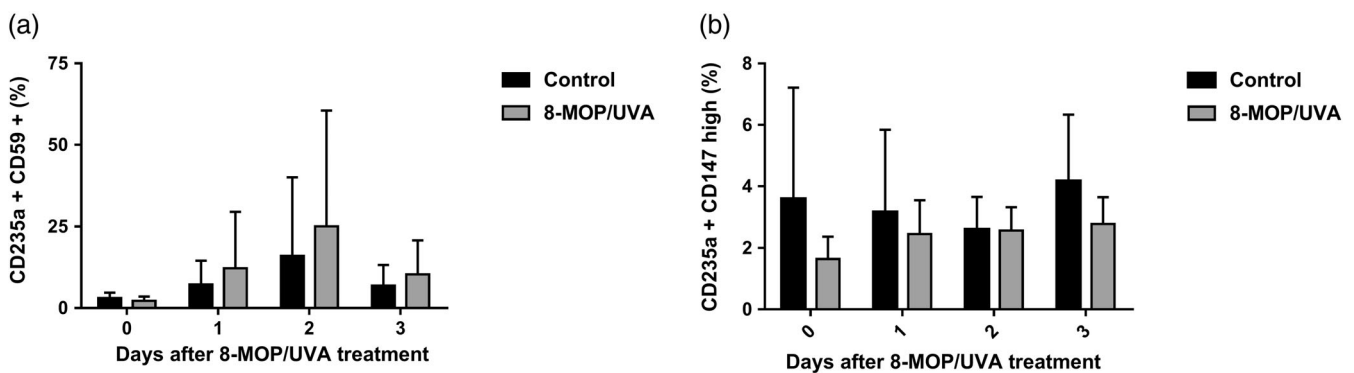 (a)
CD235a + CD59 + (%)
75
50
25
0
0 1 2 3
Days after 8-MOP/UVA treatment
Control
8-MOP/UVA
(b)
CD235a + CD147 high (%)
8
6
4
2
0
0 1 2 3
Days after 8-MOP/UVA treatment
Control
8-MOP/UVA